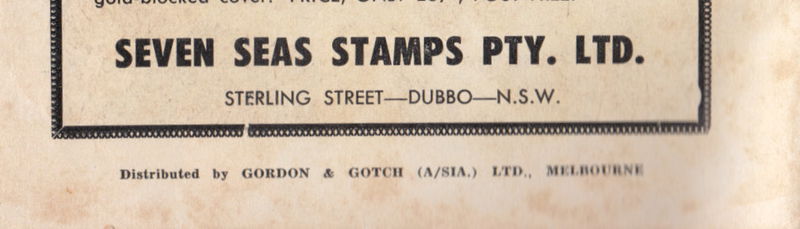 SEVEN SEAS STAMPS PTY. LTD.
STERLING STREET—DUBBO—N.S.W.
Distributed by GORDON & GOTCH (A/SIA.) LTD., MELBOURNE